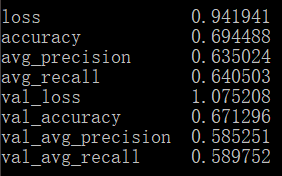 loss 0.941941
accuracy 0.694488
avg_precision 0.635024
avg_recall 0.640503
val_loss 1.075208
val_accuracy 0.671296
val_avg_precision 0.585251
val_avg_recall 0.589752